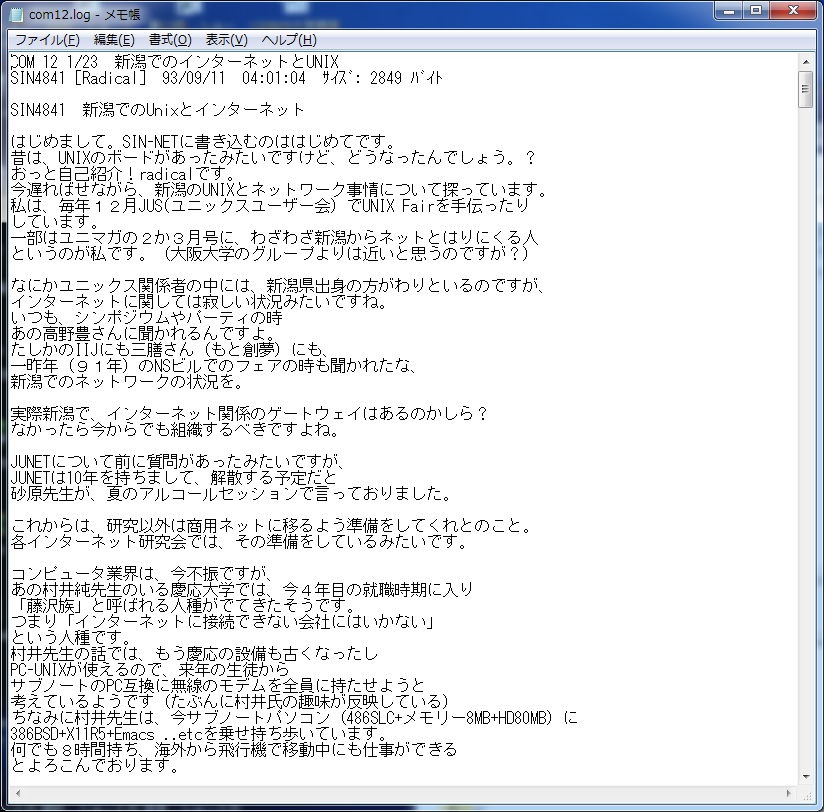 com12.log - メモ帳
ファイル(F) 編集(E) 書式(O) 表示(V) ヘルプ(H)
COM 12 1/23　新潟でのインターネットとUNIX
SIN4841 [Radical]　93/09/11　04:01:04　ｻｲｽﾞ: 2849 ﾊﾞｲﾄ
SIN4841　新潟でのUnixとインターネット
はじめまして。SIN-NETに書き込むのははじめてです。
昔は、UNIXのボードがあったみたいですけど、どうなったんでしょう。？
おっと自己紹介！radicalです。
今遅ればせながら、新潟のUNIXとネットワーク事情について探っています。
私は、毎年１２月JUS(ユニックスユーザー会）でUNIX Fairを手伝ったり
しています。
一部はユニマガの２か３月号に、わざわざ新潟からネットとはりにくる人
というのが私です。（大阪大学のグループよりは近いと思うのですが？）
なにかユニックス関係者の中には、新潟県出身の方がわりといるのですが、
インターネットに関しては寂しい状況みたいですね。
いつも、シンポジウムやパーティの時
あの高野豊さんに聞かれるんですよ。
たしかのIIJにも三膳さん（もと創夢）にも、
一昨年（９１年）のNSビルでのフェアの時も聞かれたな、
新潟でのネットワークの状況を。
実際新潟で、インターネット関係のゲートウェイはあるのかしら？
なかったら今からでも組織するべきですよね。
JUNETについて前に質問があったみたいですが、
JUNETは10年を持ちまして、解散する予定だと
砂原先生が、夏のアルコールセッションで言っておりました。
これからは、研究以外は商用ネットに移るよう準備をしてくれとのこと。
各インターネット研究会では、その準備をしているみたいです。
コンピュータ業界は、今不振ですが、
あの村井純先生のいる慶応大学では、今４年目の就職時期に入り
「藤沢族」と呼ばれる人種がでてきたそうです。
つまり「インターネットに接続できない会社にはいかない」
という人種です。
村井先生の話では、もう慶応の設備も古くなったし
PC-UNIXが使えるので、来年の生徒から
サブノートのPC互換に無線のモデムを全員に持たせようと
考えているようです（たぶんに村井氏の趣味が反映している）
ちなみに村井先生は、今サブノートパソコン（486SLC+メモリー8MB+HD80MB）に
386BSD+X11R5+Emacs ..etcを乗せ持ち歩いています。
何でも８時間持ち、海外から飛行機で移動中にも仕事ができる
とよろこんでおります。